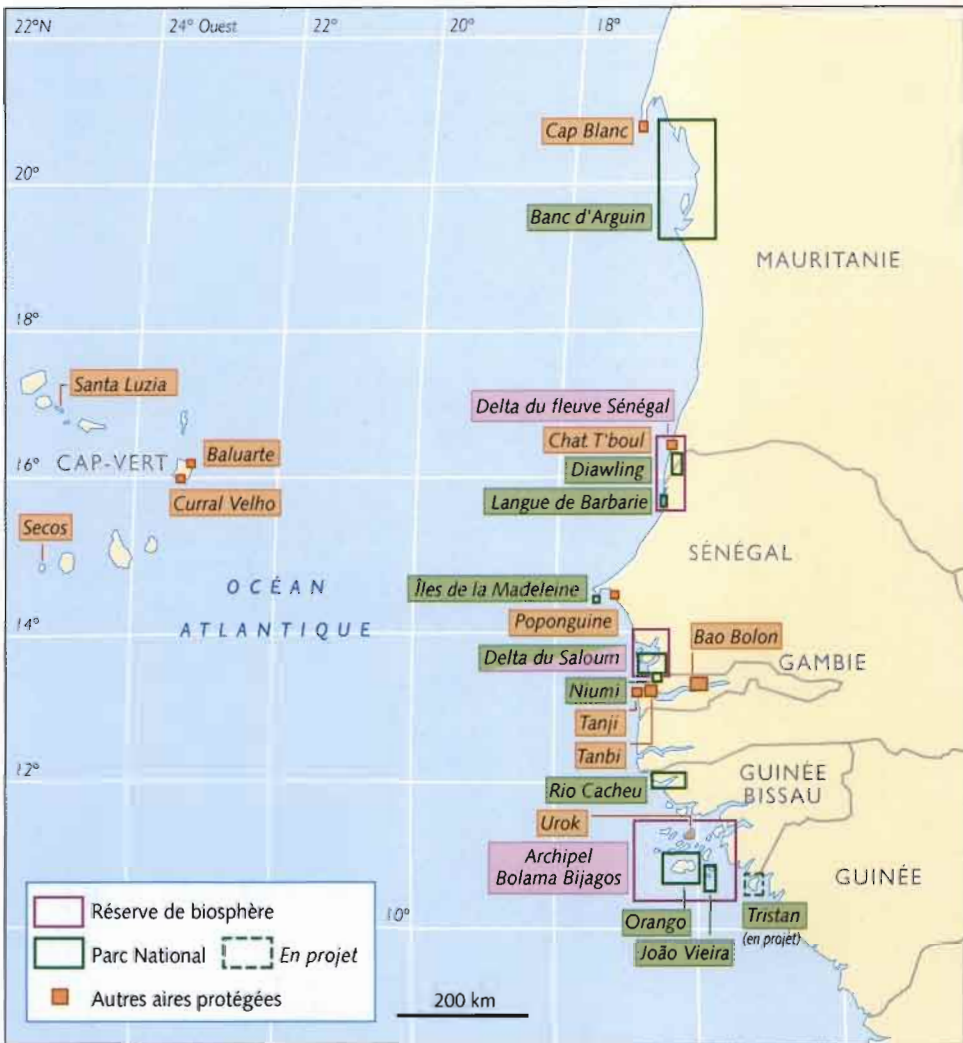 22°N
24° Ouest
20°
18°
Cap Blanc
20°
Banc d'Arguin
MAURITANIE
18°
Santa Luzia
Delta du fleuve Sénégal
Chat T'boul
Baluarte
16°
CAP-VERT
Diawling
Curral Velho
Langue de Barbarie
Secos
SÉNÉGAL
OCÉAN
ATLANTIQUE
Îles de la Madeleine
Poponguine
14°
Bao Bolon
Delta du Saloum
GAMBIE
Niumi
Tanji
Tanbi
12°
Rio Cacheu
GUINÉE
BISSAU
Urok
Archipel
Bolama Bijagos
GUINÉE
Orango
Tristan
(en projet)
João Vieira
10°
Réserve de biosphère
Parc National
En projet
Autres aires protégées
200 km